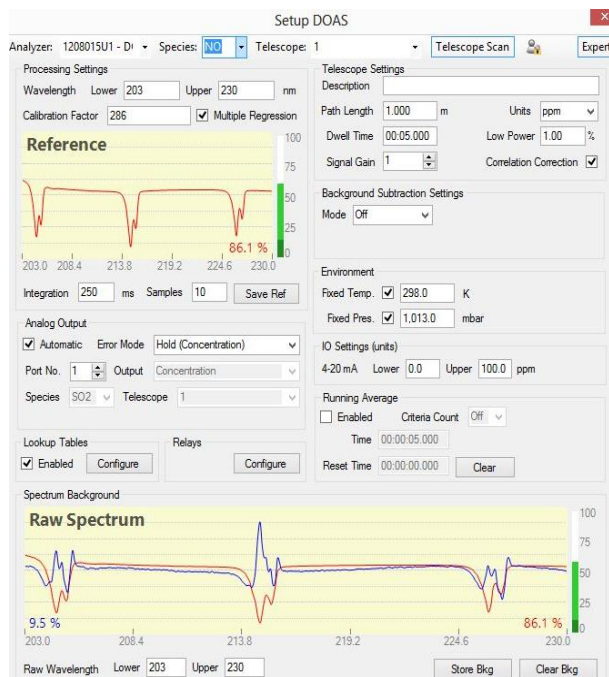 Setup DOAS
Analyzer: 1208015U1 - D Species: NO Telescope: 1 Telescope Scan Expert
Processing Settings
Wavelength Lower 203 Upper 230 nm
Calibration Factor 286 Multiple Regression
Reference
100
75
50
25
0
86.1 %
203.0 208.4 213.8 219.2 224.6 230.0
Integration 250 ms Samples 10 Save Ref
Analog Output
Automatic Error Mode Hold (Concentration)
Port No. 1 Output Concentration
Species SO2 Telescope 1
Lookup Tables
Enabled Configure
Relays
Configure
Telescope Settings
Description
Path Length 1.000 m Units ppm
Dwell Time 00:05.000 Low Power 1.00 %
Signal Gain 1 Correlation Correction
Background Subtraction Settings
Mode Off
Environment
Fixed Temp. 298.0 K
Fixed Pres. 1,013.0 mbar
IO Settings (units)
4-20 mA Lower 0.0 Upper 100.0 ppm
Running Average
Enabled Criteria Count Off
Time 00:00:05.000
Reset Time 00:00:00.000 Clear
Spectrum Background
Raw Spectrum
100
75
50
25
0
9.5 % 86.1 %
203.0 208.4 213.8 219.2 224.6 230.0
Raw Wavelength Lower 203 Upper 230 Store Bkg Clear Bkg